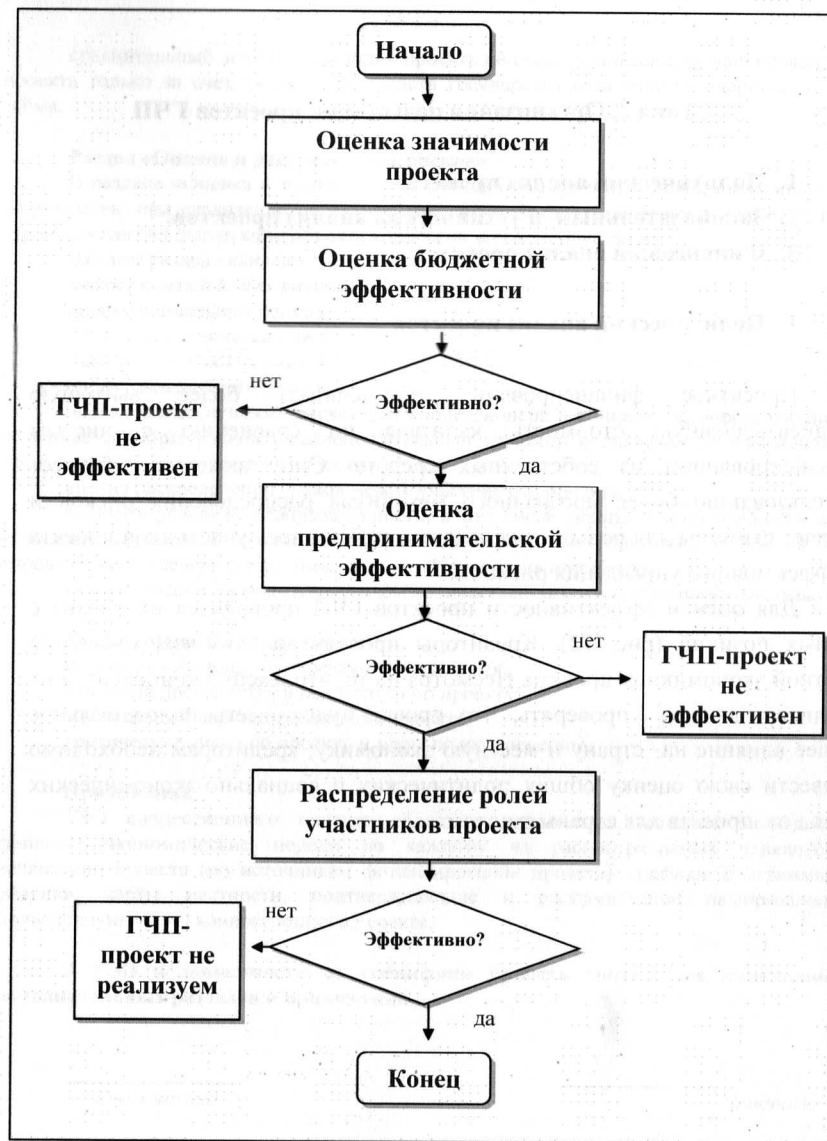 Начало
Оценка значимости
проекта
Оценка бюджетной
эффективности
Эффективно?
нет
ГЧП-проект
не
эффективен
да
Оценка
предпринимательской
эффективности
Эффективно?
нет
ГЧП-проект
не
эффективен
да
Распределение ролей
участников проекта
Эффективно?
нет
ГЧП-
проект не
реализуем
да
Конец